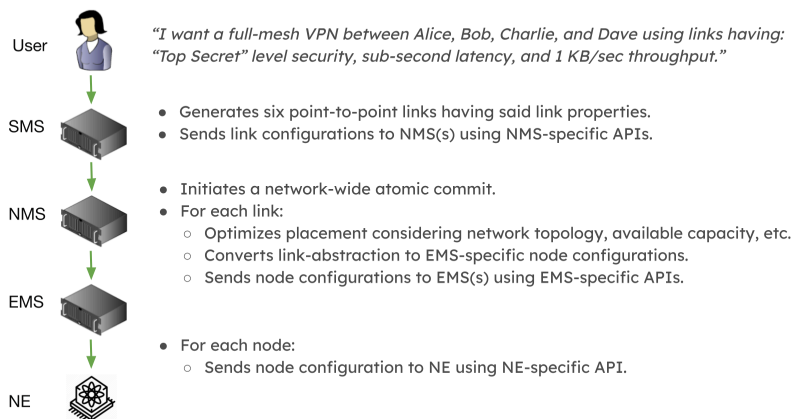 User
“I want a full-mesh VPN between Alice, Bob, Charlie, and Dave using links having:
“Top Secret” level security, sub-second latency, and 1 KB/sec throughput.”
SMS
● Generates six point-to-point links having said link properties.
● Sends link configurations to NMS(s) using NMS-specific APIs.
NMS
● Initiates a network-wide atomic commit.
● For each link:
○ Optimizes placement considering network topology, available capacity, etc.
○ Converts link-abstraction to EMS-specific node configurations.
○ Sends node configurations to EMS(s) using EMS-specific APIs.
EMS
● For each node:
○ Sends node configuration to NE using NE-specific API.
NE